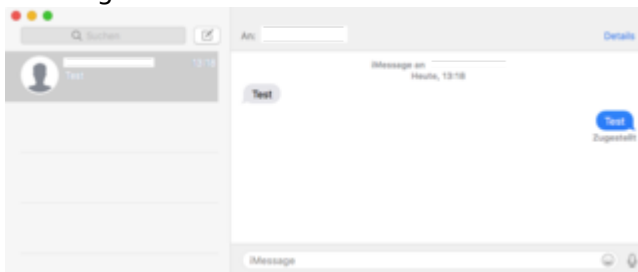 Suchen
13:18
Test
An:
Details
iMessage an
Heute, 13:18
Test
Test
Zugestellt
iMessage